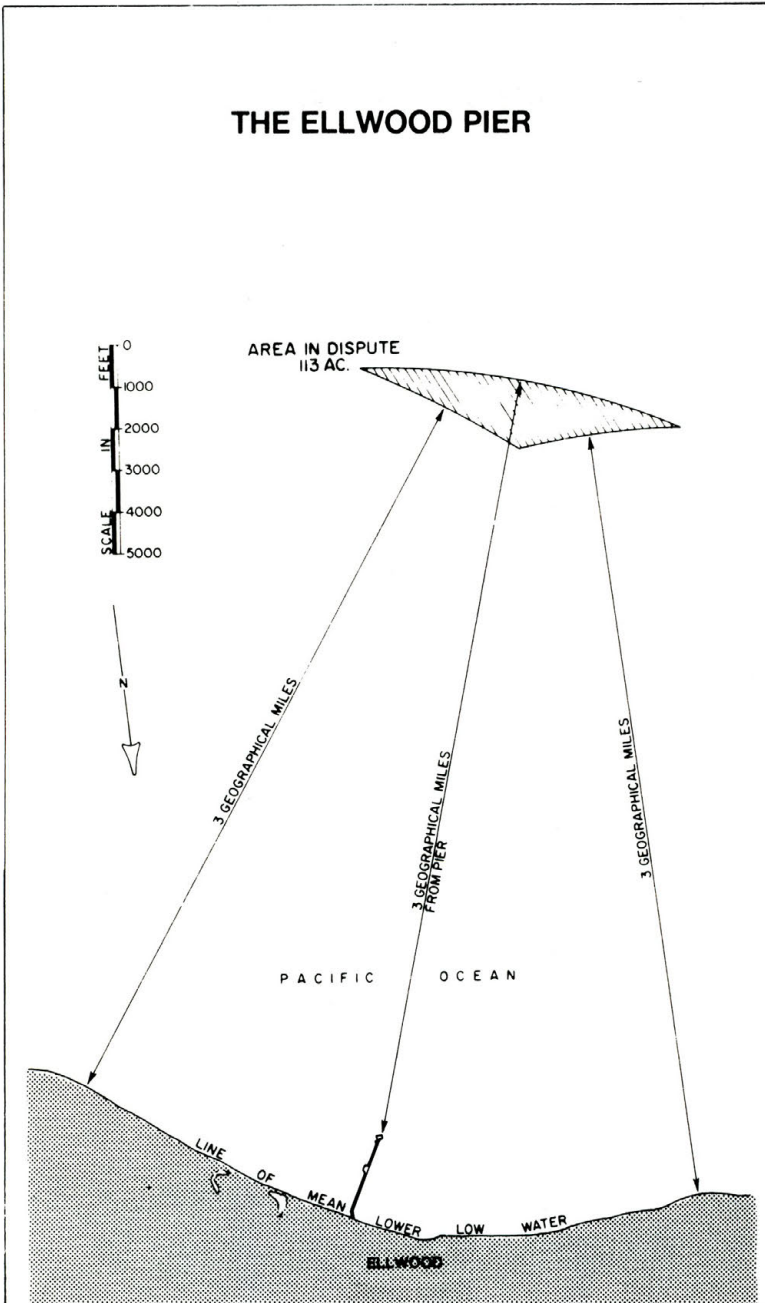 THE ELLWOOD PIER
AREA IN DISPUTE
113 AC.
SCALE IN FEET
0
1000
2000
3000
4000
5000
N
3 GEOGRAPHICAL MILES
3 GEOGRAPHICAL MILES
FROM PIER
3 GEOGRAPHICAL MILES
PACIFIC OCEAN
LINE OF MEAN LOWER LOW WATER
ELLWOOD